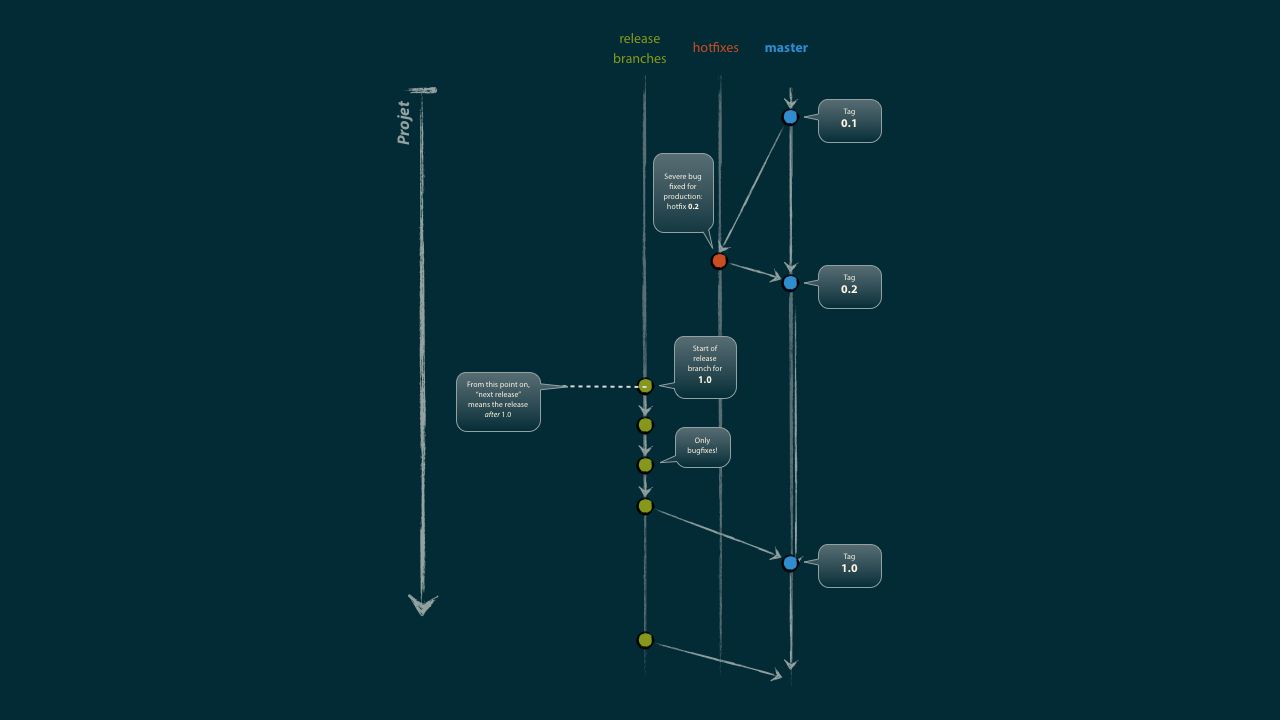 release
branches
hotfixes
master
Projet
Tag
0.1
Severe bug
fixed for
production:
hotfix 0.2
Tag
0.2
Start of
release
branch for
1.0
From this point on,
“next release”
means the release
after 1.0
Only
bugfixes!
Tag
1.0